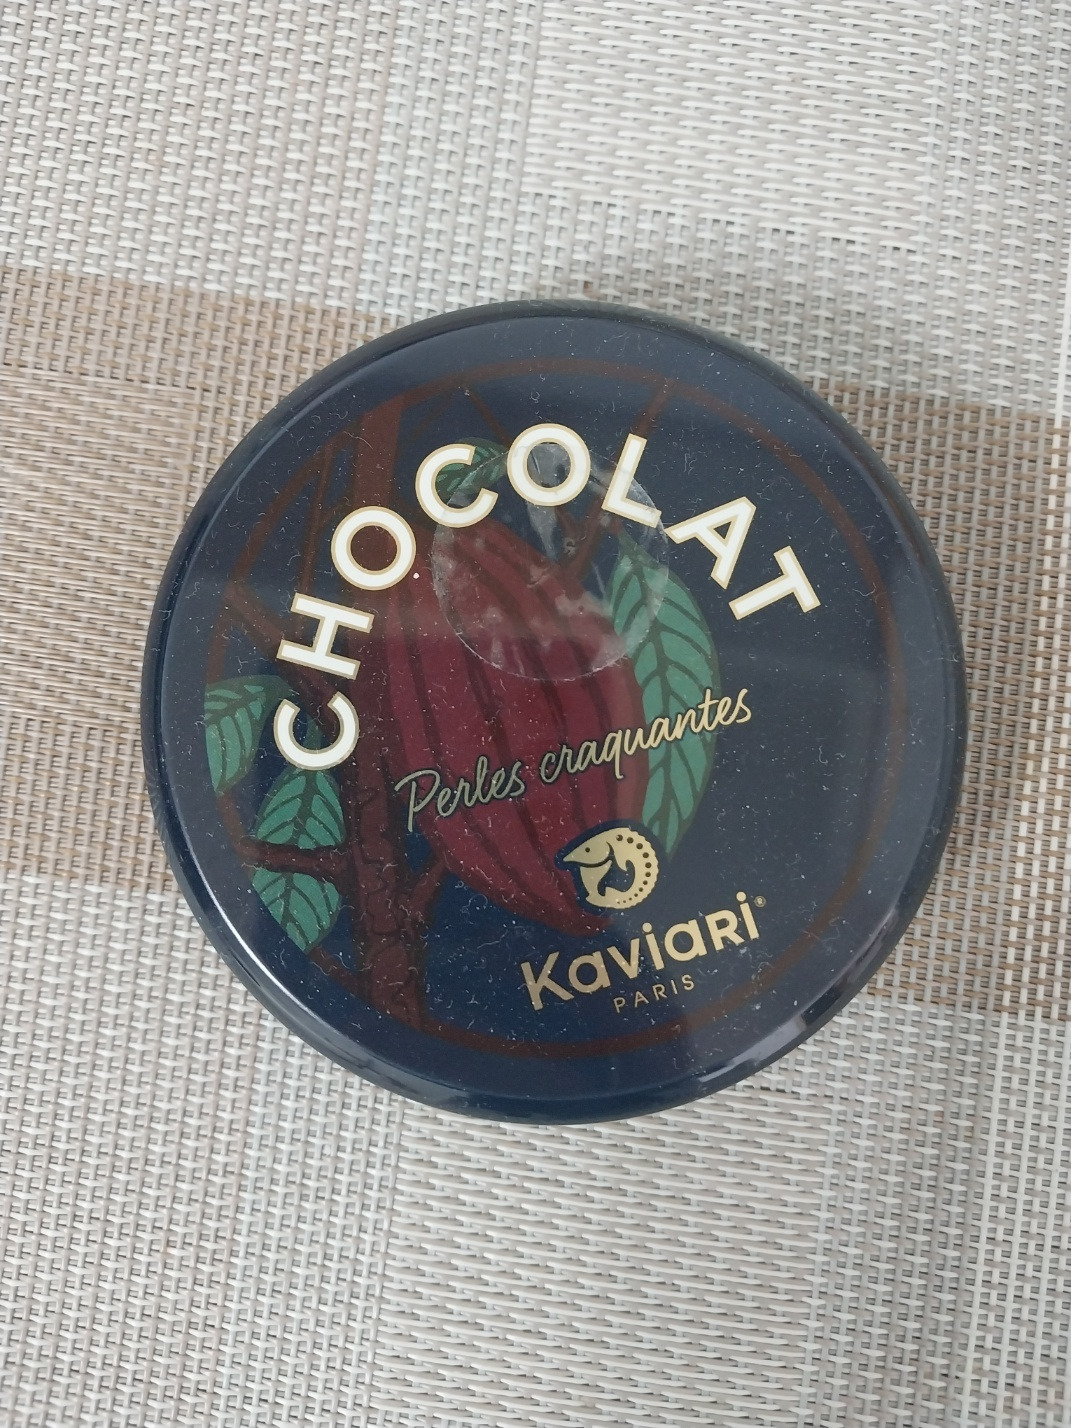 CHOCOLAT
Perles craquantes
Kaviari®
PARIS